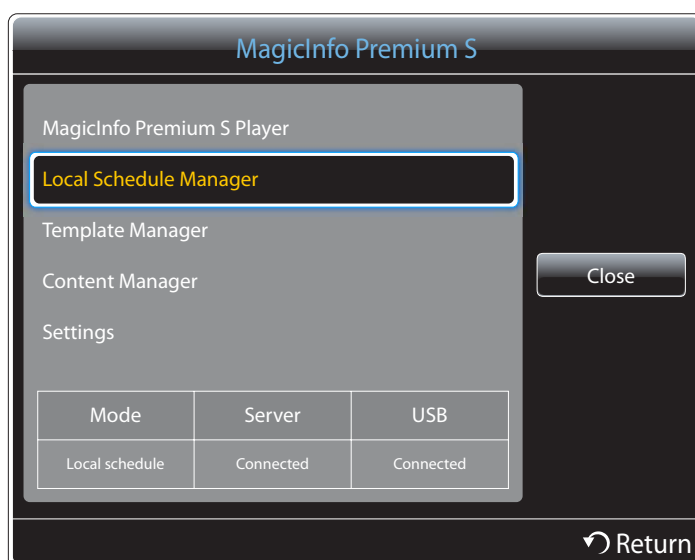 MagicInfo Premium S
MagicInfo Premium S Player
Local Schedule Manager
Template Manager
Content Manager
Settings
Close
Mode Server USB
Local schedule Connected Connected
Return